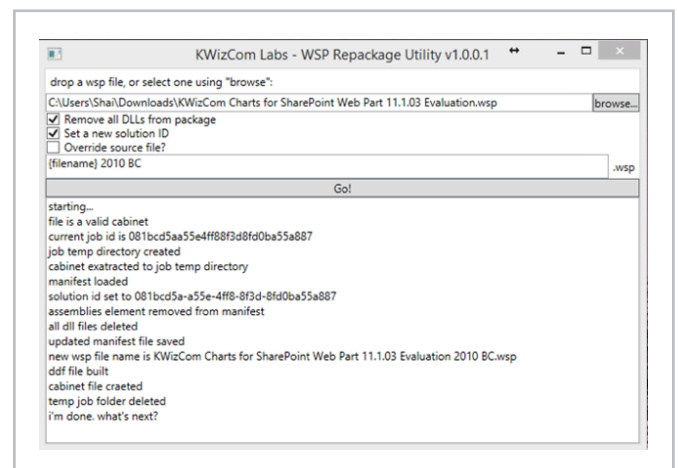 KWizCom Labs - WSP Repackage Utility v1.0.0.1
drop a wsp file, or select one using "browse":
C:\Users\Shai\Downloads\KWizCom Charts for SharePoint Web Part 11.1.03 Evaluation.wsp browse...
Remove all DLLs from package
Set a new solution ID
Override source file?
{filename} 2010 BC .wsp
Go!
starting...
file is a valid cabinet
current job id is 081bcd5aa55e4ff88f3d8fd0ba55a887
job temp directory created
cabinet exatracted to job temp directory
manifest loaded
solution id set to 081bcd5a-a55e-4ff8-8f3d-8fd0ba55a887
assemblies element removed from manifest
all dll files deleted
updated manifest file saved
new wsp file name is KWizCom Charts for SharePoint Web Part 11.1.03 Evaluation 2010 BC.wsp
ddf file built
cabinet file craeted
temp job folder deleted
i'm done. what's next?